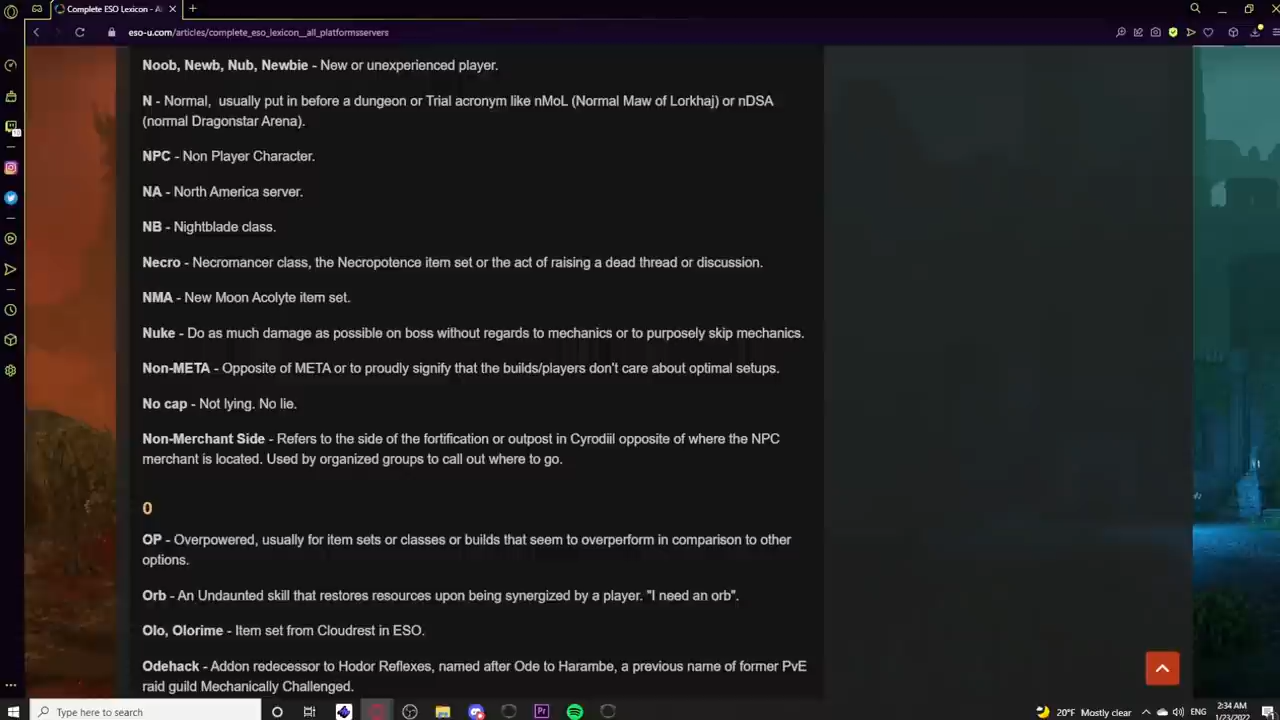 Complete ESO Lexicon - A
eso-u.com/articles/complete_eso_lexicon__all_platformsservers
Noob, Newb, Nub, Newbie - New or unexperienced player.
N - Normal, usually put in before a dungeon or Trial acronym like nMoL (Normal Maw of Lorkhaj) or nDSA
(normal Dragonstar Arena).
NPC - Non Player Character.
NA - North America server.
NB - Nightblade class.
Necro - Necromancer class, the Necropotence item set or the act of raising a dead thread or discussion.
NMA - New Moon Acolyte item set.
Nuke - Do as much damage as possible on boss without regards to mechanics or to purposely skip mechanics.
Non-META - Opposite of META or to proudly signify that the builds/players don't care about optimal setups.
No cap - Not lying. No lie.
Non-Merchant Side - Refers to the side of the fortification or outpost in Cyrodiil opposite of where the NPC
merchant is located. Used by organized groups to call out where to go.
O
OP - Overpowered, usually for item sets or classes or builds that seem to overperform in comparison to other
options.
Orb - An Undaunted skill that restores resources upon being synergized by a player. "I need an orb".
Olo, Olorime - Item set from Cloudrest in ESO.
Odehack - Addon redecessor to Hodor Reflexes, named after Ode to Harambe, a previous name of former PvE
raid guild Mechanically Challenged.
Type here to search
Pr
20°F Mostly clear
ENG
2:34 AM
1/23/2022